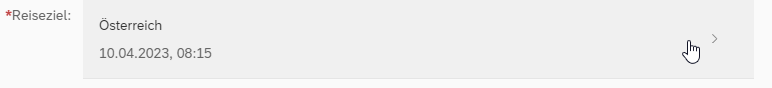 *Reiseziel:
Österreich
10.04.2023, 08:15